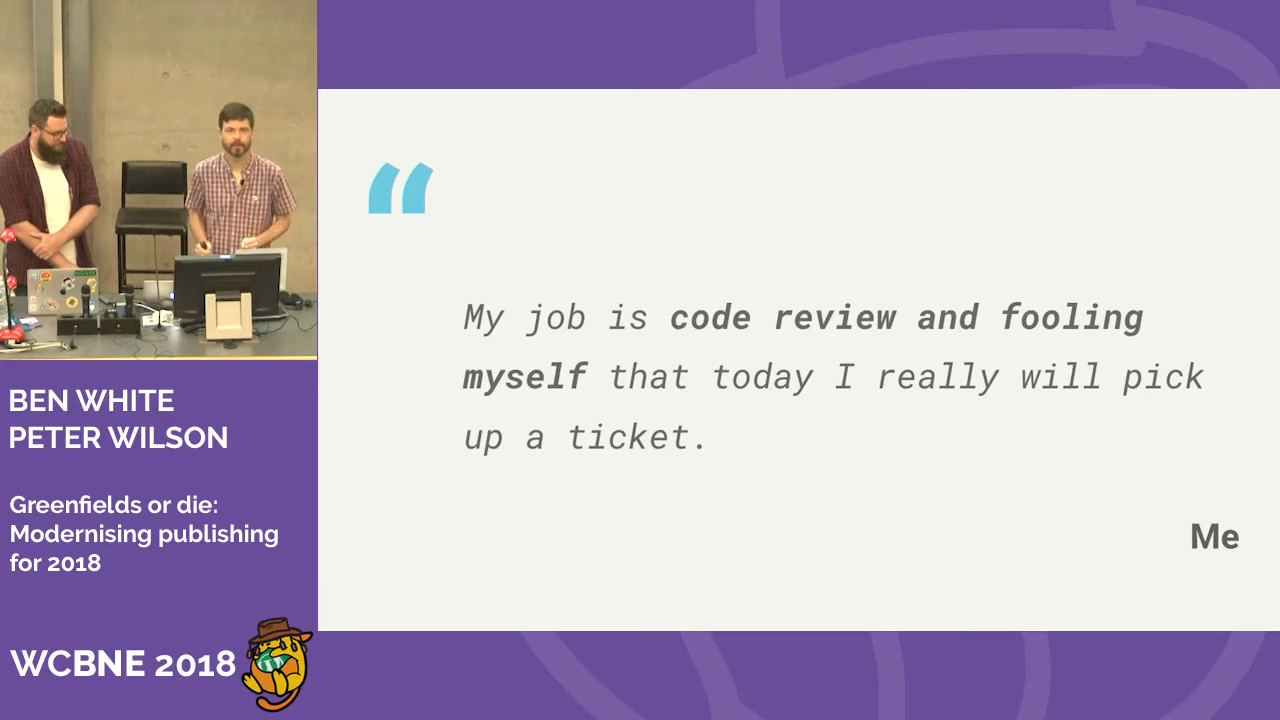 “
My job is code review and fooling
myself that today I really will pick
up a ticket.
Me
BEN WHITE
PETER WILSON
Greenfields or die:
Modernising publishing
for 2018
WCBNE 2018